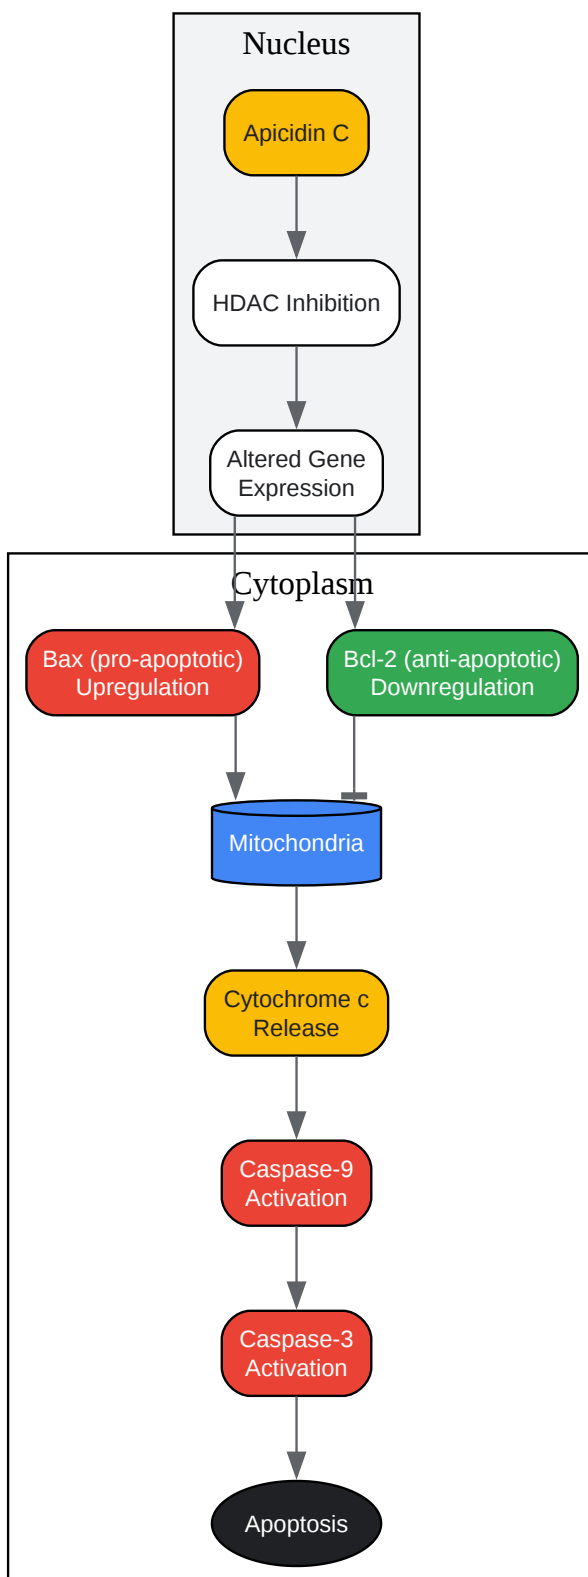 Nucleus
Apicidin C
HDAC Inhibition
Altered Gene
Expression
Cytoplasm
Bax (pro-apoptotic)
Upregulation
Bcl-2 (anti-apoptotic)
Downregulation
Mitochondria
Cytochrome c
Release
Caspase-9
Activation
Caspase-3
Activation
Apoptosis